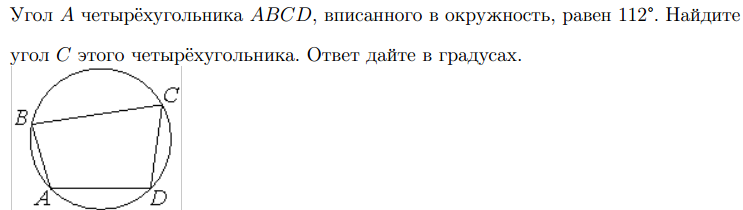 Угол A четырёхугольника ABCD, вписанного в окружность, равен 112°. Найдите
угол C этого четырёхугольника. Ответ дайте в градусах.
C
B
A
D